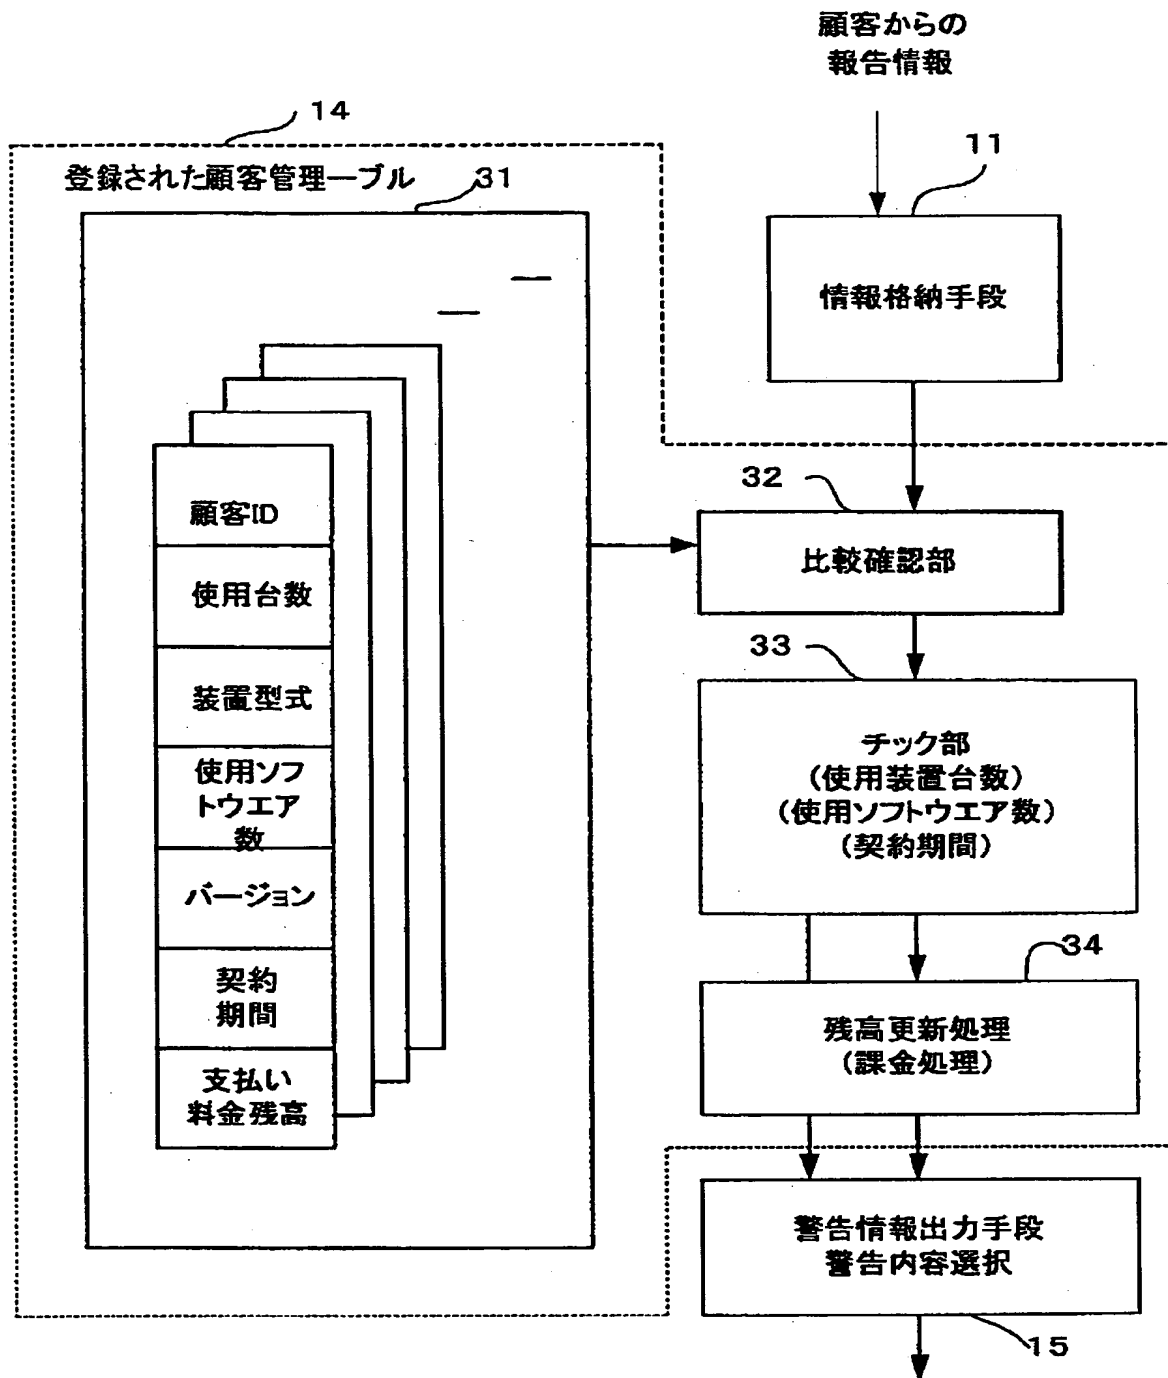 顧客からの
報告情報
14
11
登録された顧客管理ーブル
31
情報格納手段
32
顧客ID
比較確認部
使用台数
33
装置型式
チック部
(使用装置台数)
(使用ソフトウエア数)
(契約期間)
使用ソフ
トウエア
数
バージョン
34
契約
期間
残高更新処理
(課金処理)
支払い
料金残高
警告情報出力手段
警告内容選択
15